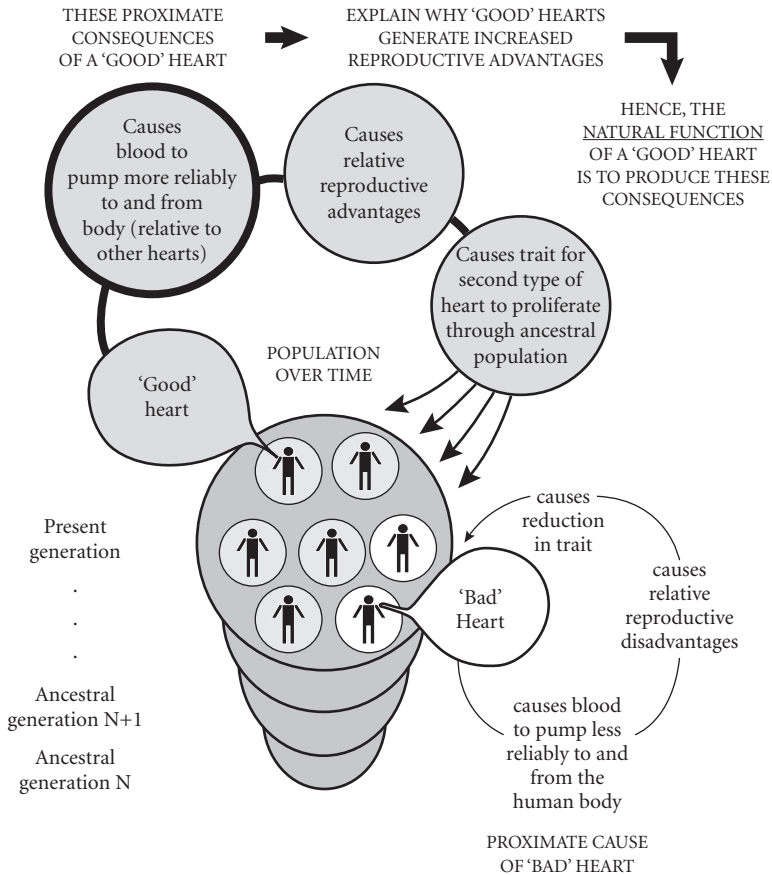 THESE PROXIMATE
CONSEQUENCES
OF A ‘GOOD’ HEART
EXPLAIN WHY ‘GOOD’ HEARTS
GENERATE INCREASED
REPRODUCTIVE ADVANTAGES
HENCE, THE
NATURAL FUNCTION
OF A ‘GOOD’ HEART
IS TO PRODUCE THESE
CONSEQUENCES
Causes
blood to
pump more reliably
to and from
body (relative to
other hearts)
Causes
relative
reproductive
advantages
Causes trait for
second type of
heart to proliferate
through ancestral
population
‘Good’
heart
POPULATION
OVER TIME
Present
generation
.
.
.
Ancestral
generation N+1
Ancestral
generation N
causes
reduction
in trait
‘Bad’
Heart
causes
relative
reproductive
disadvantages
causes blood
to pump less
reliably to and
from the
human body
PROXIMATE CAUSE
OF ‘BAD’ HEART